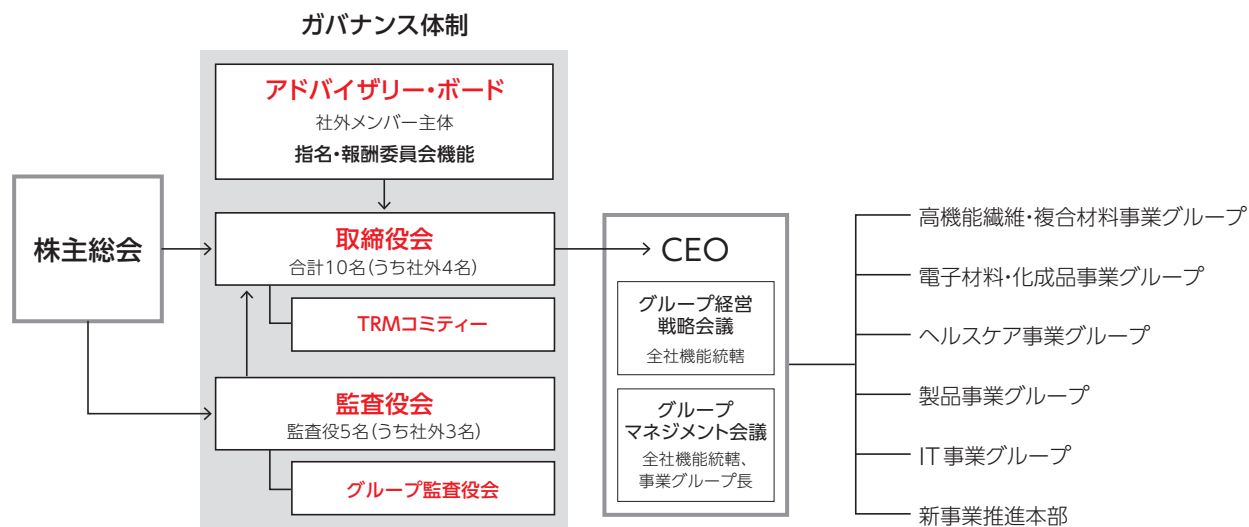 ガバナンス体制
アドバイザリー・ボード
社外メンバー主体
指名・報酬委員会機能
株主総会
取締役会
合計10名(うち社外4名)
TRMコミティー
監査役会
監査役5名(うち社外3名)
グループ監査役会
CEO
グループ経営
戦略会議
全社機能統轄
グループ
マネジメント会議
全社機能統轄、
事業グループ長
高機能繊維・複合材料事業グループ
電子材料・化成品事業グループ
ヘルスケア事業グループ
製品事業グループ
IT事業グループ
新事業推進本部